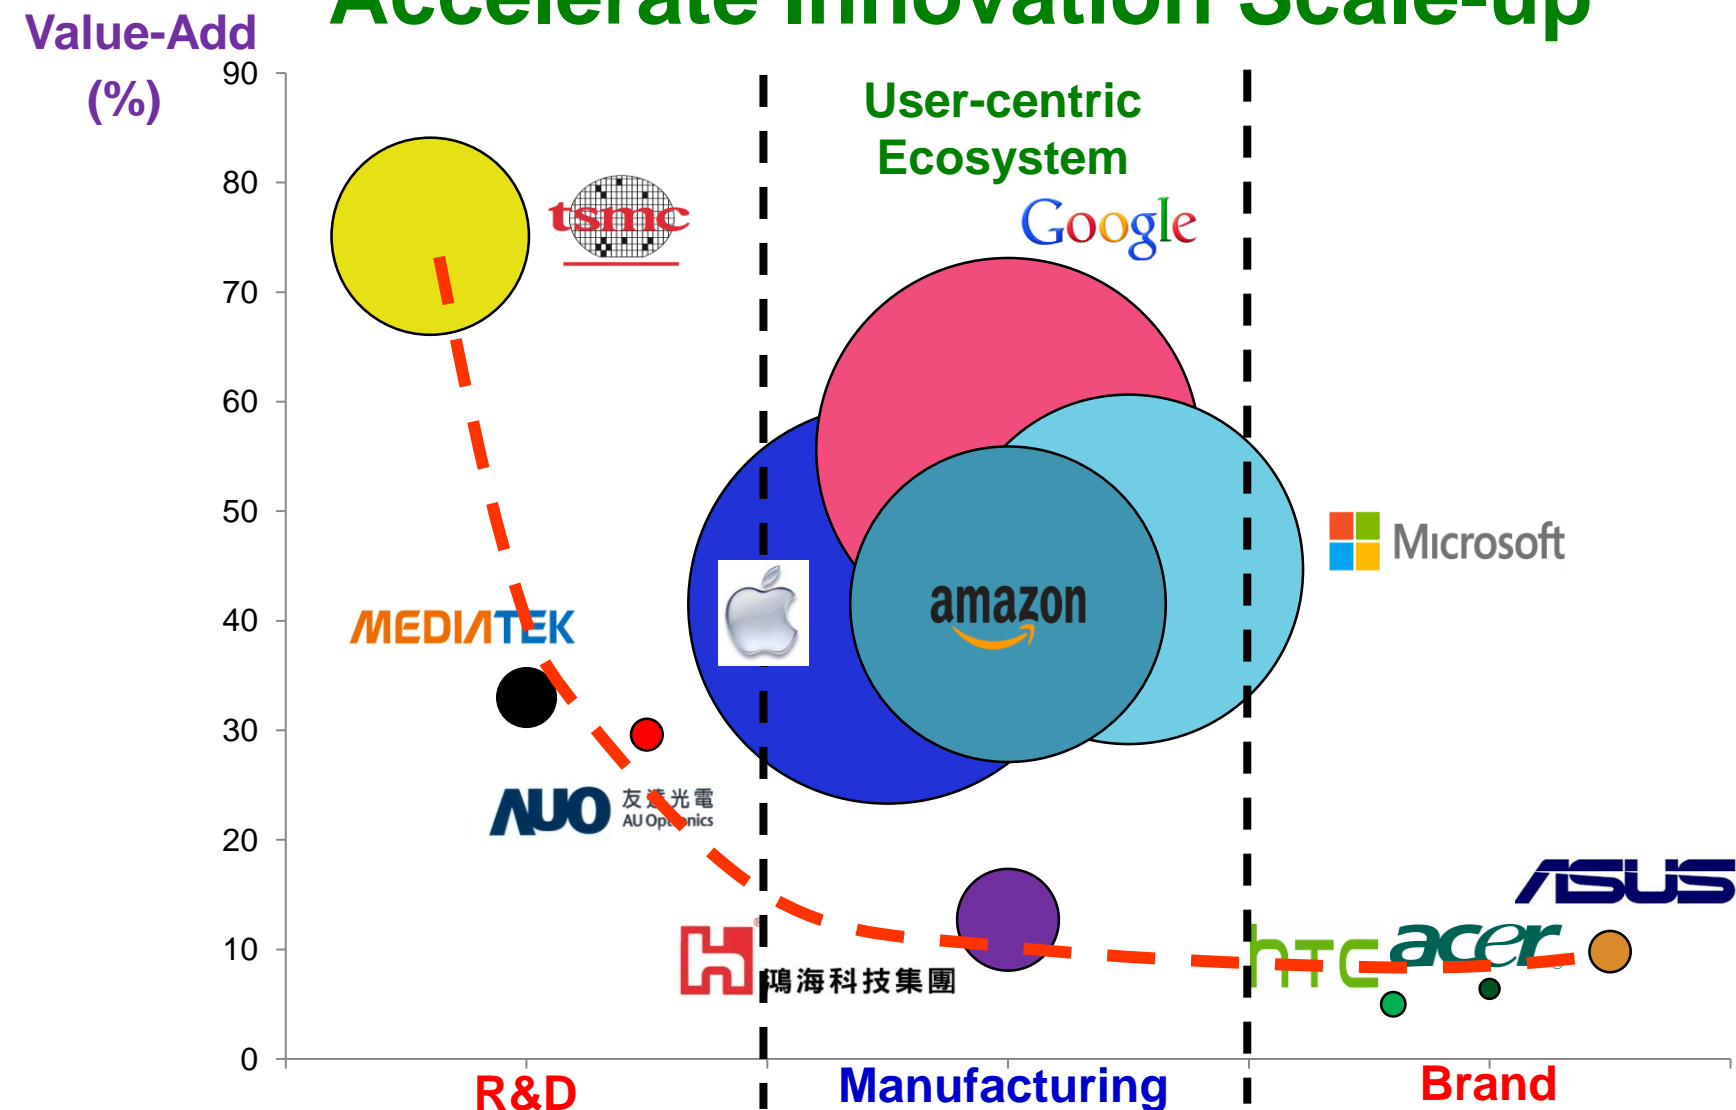 Accelerate Innovation Scale-up
Value-Add
(%)
90
80
70
60
50
40
30
20
10
0
User-centric
Ecosystem
tsmc
Google
Microsoft
amazon
MEDIATEK
AUO 友達光電
AU Optronics
鴻海科技集團
hTC
acer
ASUS
R&D
Manufacturing
Brand